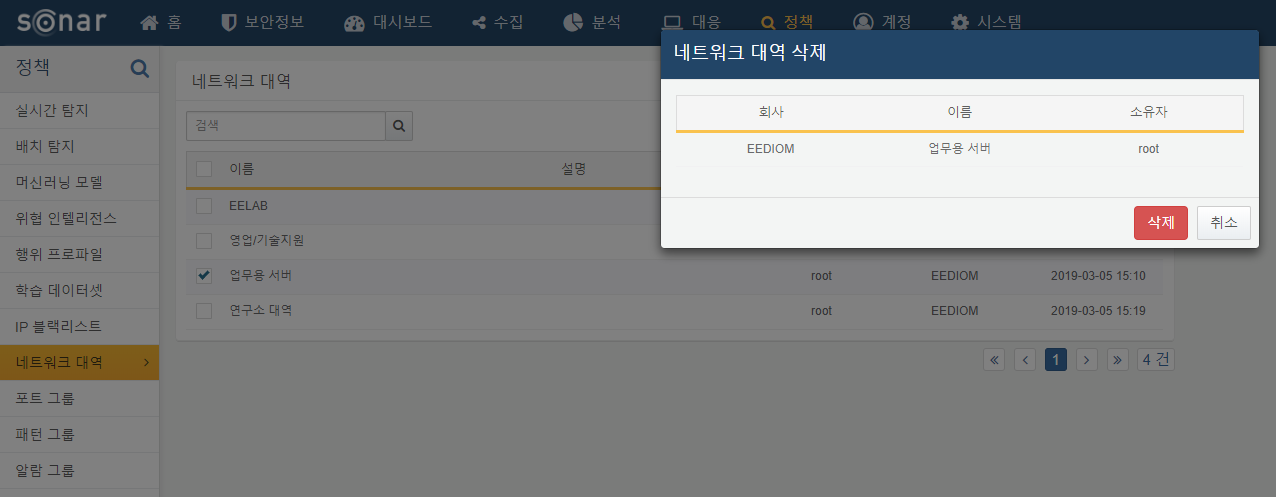 sonar 홈 보안정보 대시보드 수집 분석 대응 정책 계정 시스템
정책
실시간 탐지
배치 탐지
머신러닝 모델
위협 인텔리전스
행위 프로파일
학습 데이터셋
IP 블랙리스트
네트워크 대역
포트 그룹
패턴 그룹
알람 그룹
네트워크 대역
검색
이름 설명
EELAB
영업/기술지원
업무용 서버 root EEDIOM 2019-03-05 15:10
연구소 대역 root EEDIOM 2019-03-05 15:19
« ‹ 1 › » 4 건
네트워크 대역 삭제
회사 이름 소유자
EEDIOM 업무용 서버 root
삭제 취소